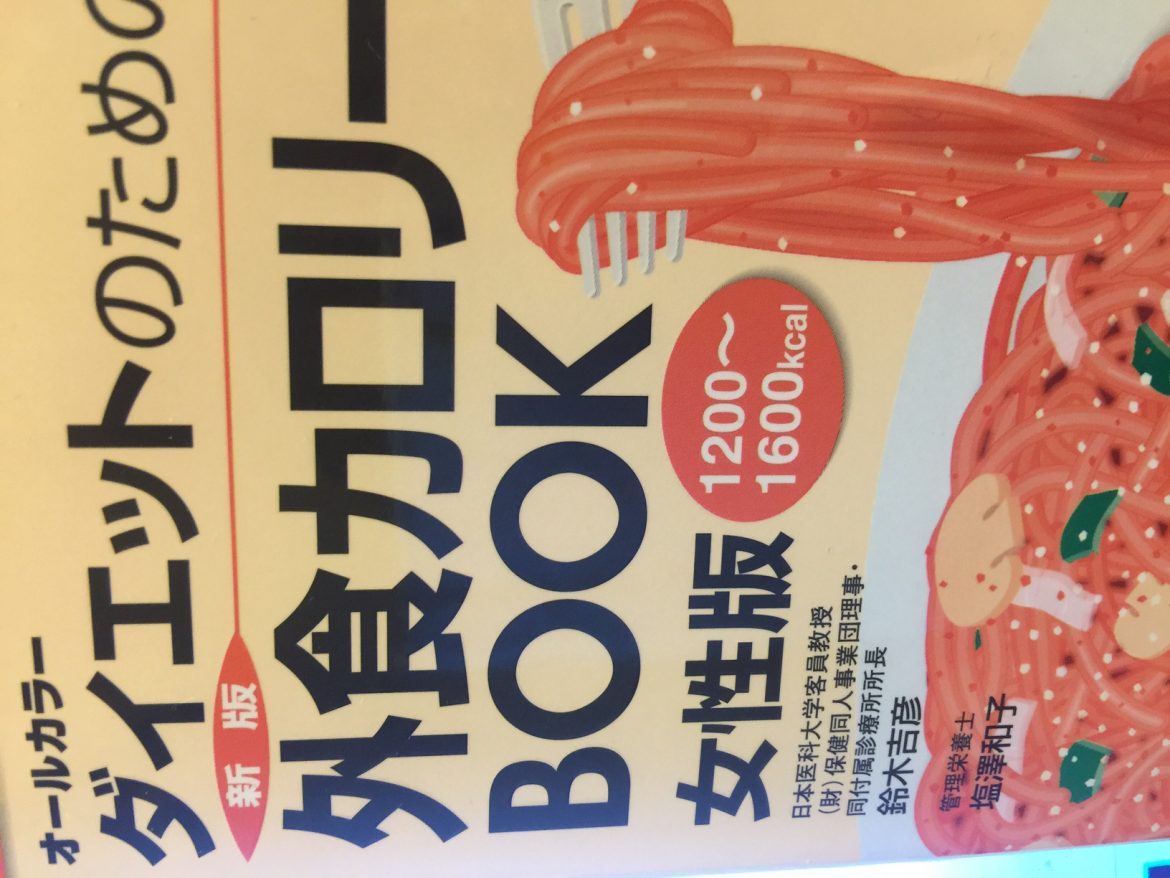 オールカラー
ダイエットのための
新版
外食カロリー
BOOK
女性版
1200〜
1600kcal
日本医科大学客員教授
(財)保健同人事業団理事・
同付属診療所所長
鈴木吉彦
管理栄養士
塩澤和子